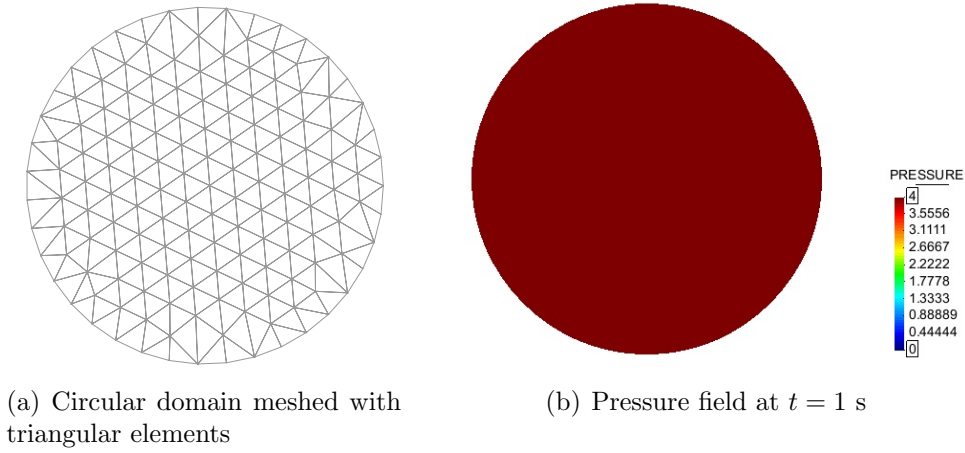 PRESSURE
4
3.5556
3.1111
2.6667
2.2222
1.7778
1.3333
0.88889
0.44444
0
(a) Circular domain meshed with
triangular elements
(b) Pressure field at t = 1 s